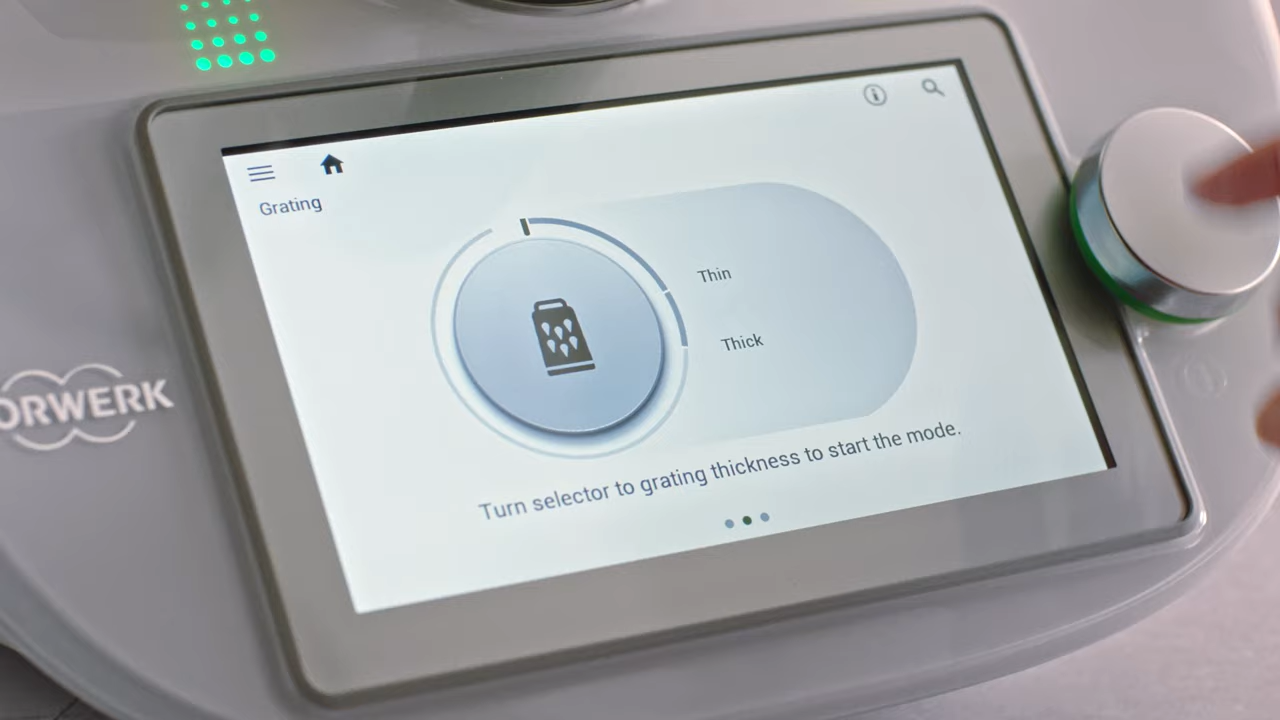 Grating
Thin
Thick
Turn selector to grating thickness to start the mode.
ORWERK